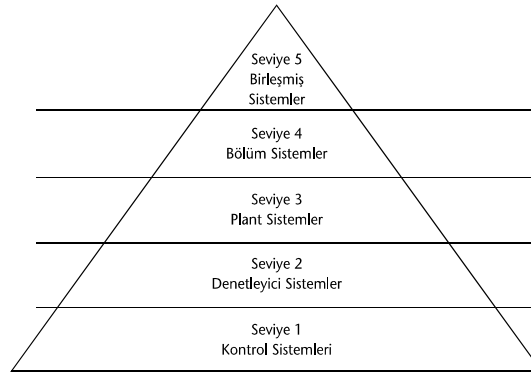 Seviye 5
Birleşmiş
Sistemler
Seviye 4
Bölüm Sistemler
Seviye 3
Plant Sistemler
Seviye 2
Denetleyici Sistemler
Seviye 1
Kontrol Sistemleri